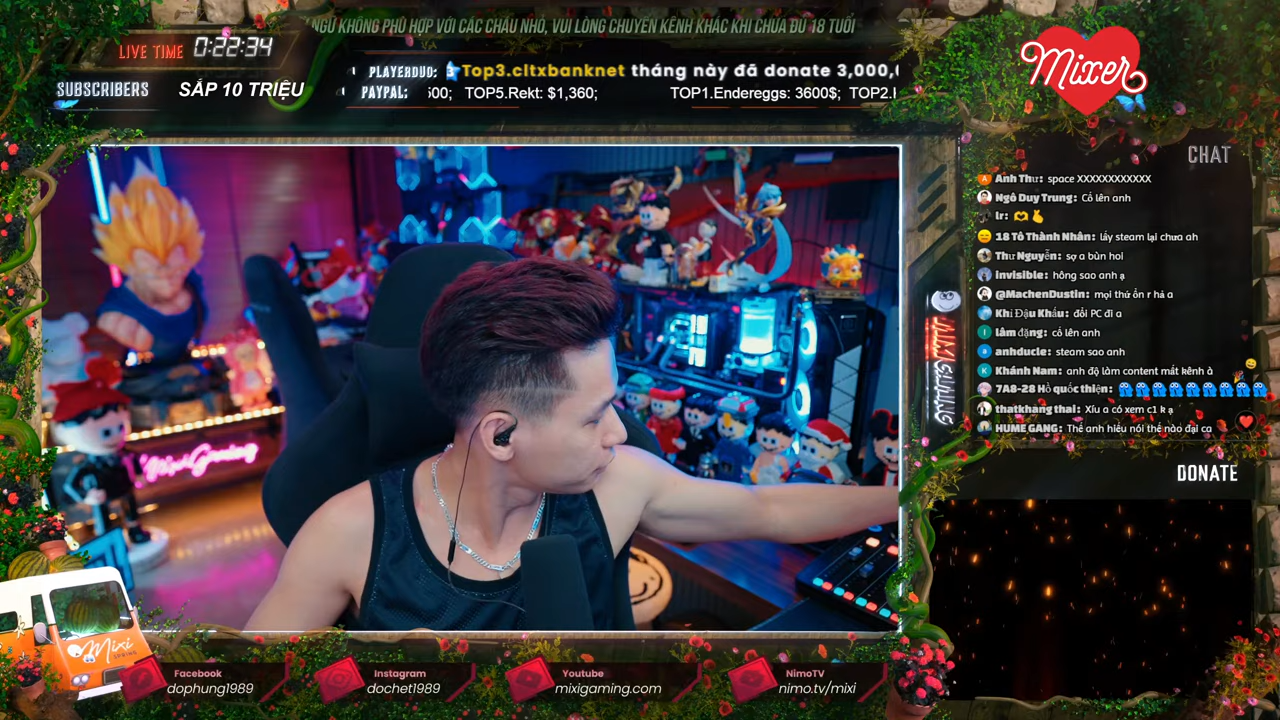 NGỮ KHÔNG PHÙ HỢP VỚI CÁC CHÁU NHỎ, VUI LÒNG CHUYỂN KÊNH KHÁC KHI CHƯA ĐỦ 18 TUỔI
LIVE TIME 0:22:34
SUBSCRIBERS SẮP 10 TRIỆU
PLAYERDUO: 3 Top3.cltxbanknet tháng này đã donate 3,000,
PAYPAL: 500; TOP5.Rekt: $1,360; TOP1.Endereggs: 3600$; TOP2.
Mixer
CHAT
Anh Thư: space XXXXXXXXXXXX
Ngô Duy Trung: Cố lên anh
lr: 🫶🫰
18 Tô Thành Nhân: lấy steam lại chưa ah
Thư Nguyễn: sợ a bùn hoi
invisible: hông sao anh ạ
@MachenDustin: mọi thứ ổn r hả a
Khỉ Đậu Khấu: đổi PC đi a
lâm đặng: cố lên anh
anhducle: steam sao anh
Khánh Nam: anh độ làm content mất kênh à
7A8-28 Hồ quốc thiện:
thatkhang thai: Xíu a có xem c1 k ạ
HUME GANG: Thế anh hiếu nói thế nào đại ca
MixiGaming
DONATE
Mixi
SPRING
Facebook
dophung1989
Instagram
dochet1989
Youtube
mixigaming.com
NimoTV
nimo.tv/mixi